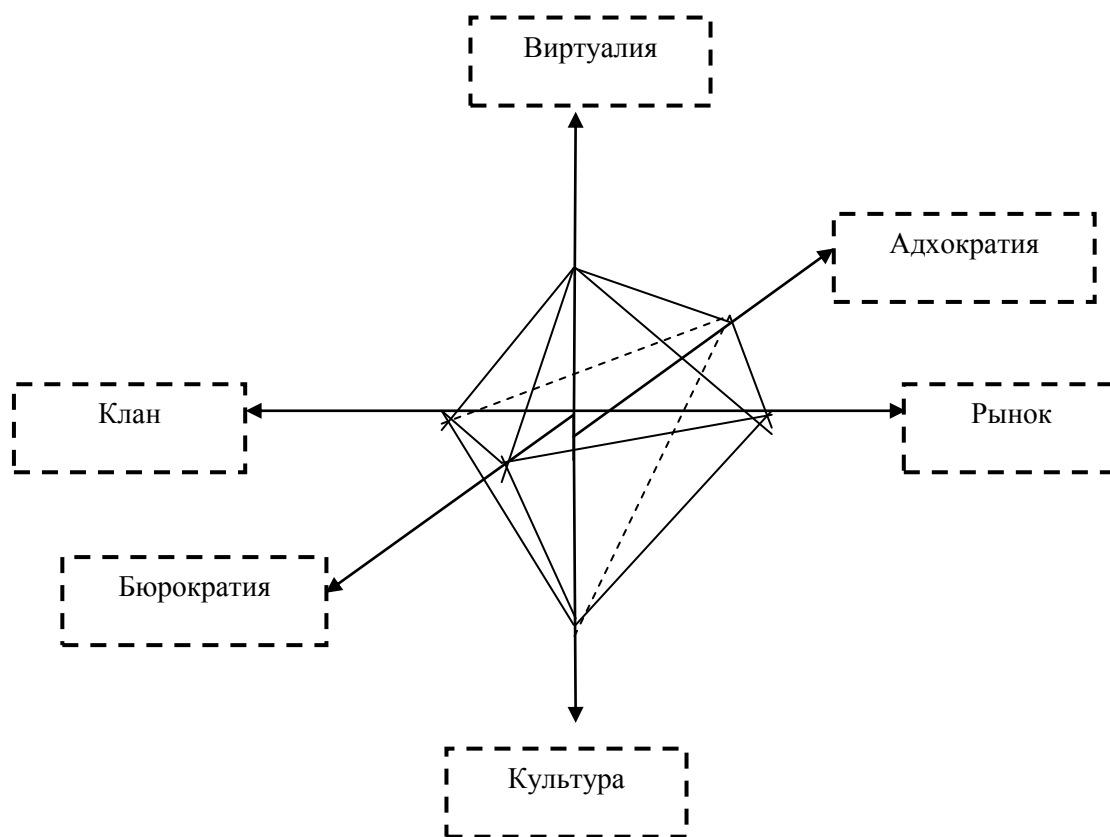 Виртуалия
Адхократия
Клан
Рынок
Бюрократия
Культура